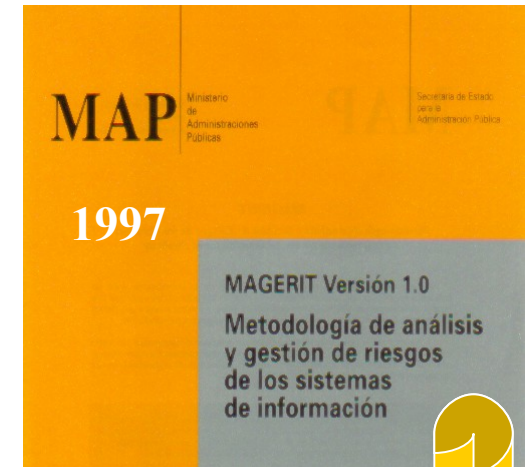 MAP
Ministerio
de
Administraciones
Públicas
Secretaría de Estado
para la
Administración Pública
1997
MAGERIT Versión 1.0
Metodología de análisis
y gestión de riesgos
de los sistemas
de información